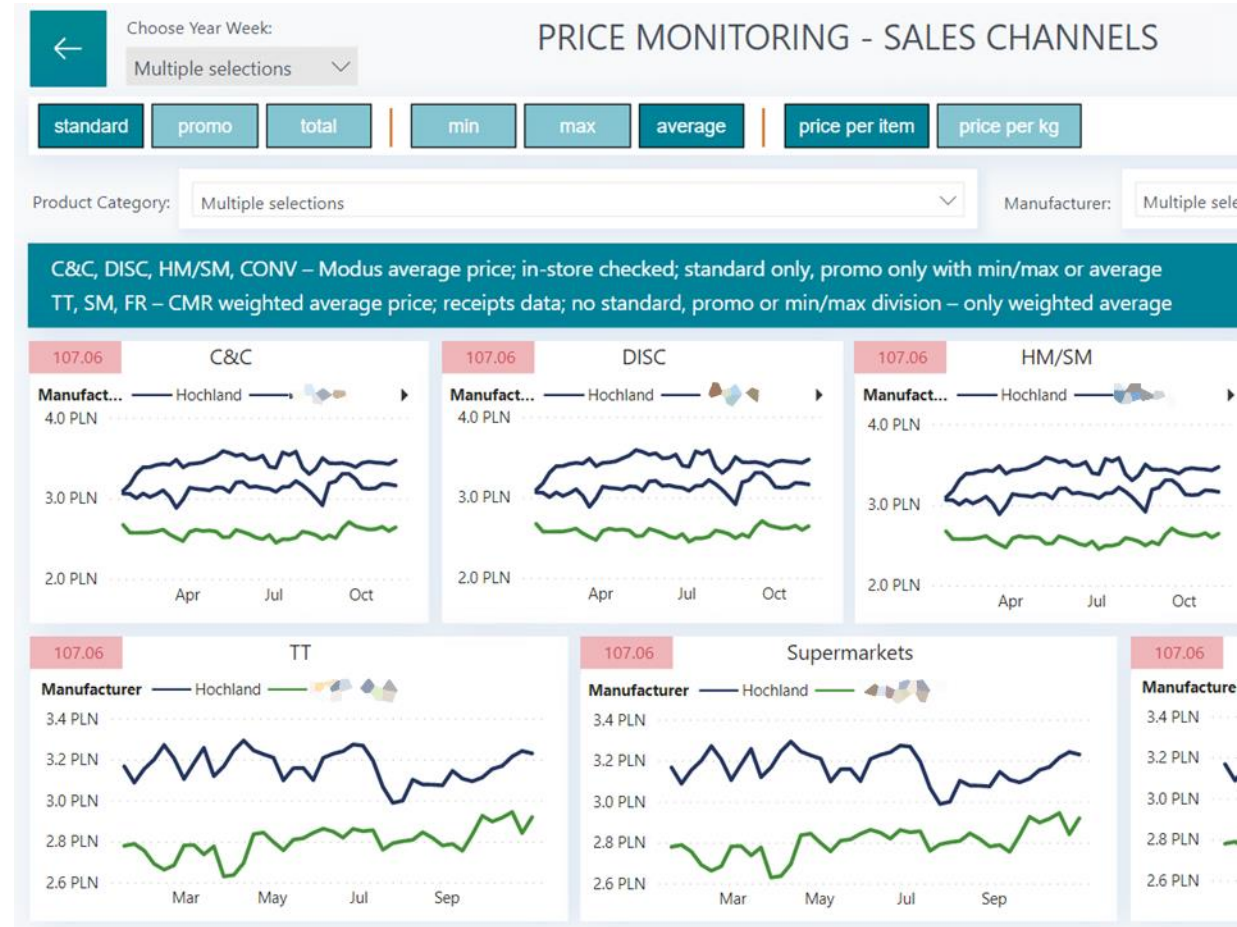 Choose Year Week:
PRICE MONITORING - SALES CHANNELS
Multiple selections
standard promo total min max average price per item price per kg
Product Category: Multiple selections Manufacturer: Multiple sele
C&C, DISC, HM/SM, CONV – Modus average price; in-store checked; standard only, promo only with min/max or average
TT, SM, FR – CMR weighted average price; receipts data; no standard, promo or min/max division – only weighted average
107.06 C&C
Manufact... Hochland
4.0 PLN
3.0 PLN
2.0 PLN
Apr Jul Oct
107.06 DISC
Manufact... Hochland
4.0 PLN
3.0 PLN
2.0 PLN
Apr Jul Oct
107.06 HM/SM
Manufact... Hochland
4.0 PLN
3.0 PLN
2.0 PLN
Apr Jul Oct
107.06 TT
Manufacturer Hochland
3.4 PLN
3.2 PLN
3.0 PLN
2.8 PLN
2.6 PLN
Mar May Jul Sep
107.06 Supermarkets
Manufacturer Hochland
3.4 PLN
3.2 PLN
3.0 PLN
2.8 PLN
2.6 PLN
Mar May Jul Sep
107.06
Manufacture
3.4 PLN
3.2 PLN
3.0 PLN
2.8 PLN
2.6 PLN